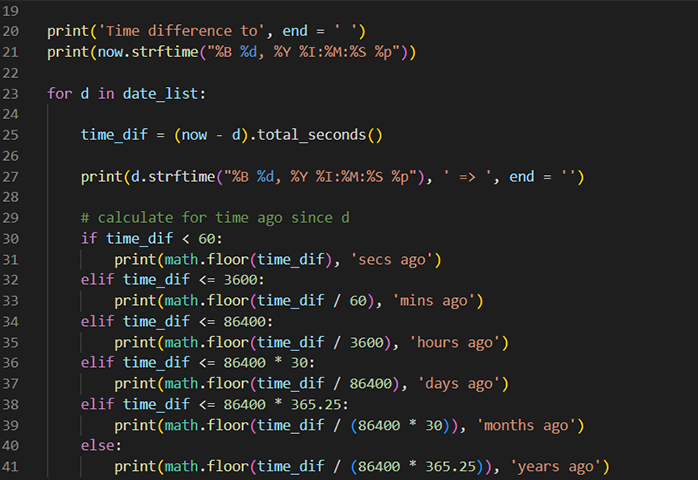 19
20 print('Time difference to', end = ' ')
21 print(now.strftime("%B %d, %Y %I:%M:%S %p"))
22
23 for d in date_list:
24
25     time_dif = (now - d).total_seconds()
26
27     print(d.strftime("%B %d, %Y %I:%M:%S %p"), ' => ', end = '')
28
29     # calculate for time ago since d
30     if time_dif < 60:
31         print(math.floor(time_dif), 'secs ago')
32     elif time_dif <= 3600:
33         print(math.floor(time_dif / 60), 'mins ago')
34     elif time_dif <= 86400:
35         print(math.floor(time_dif / 3600), 'hours ago')
36     elif time_dif <= 86400 * 30:
37         print(math.floor(time_dif / 86400), 'days ago')
38     elif time_dif <= 86400 * 365.25:
39         print(math.floor(time_dif / (86400 * 30)), 'months ago')
40     else:
41         print(math.floor(time_dif / (86400 * 365.25)), 'years ago')